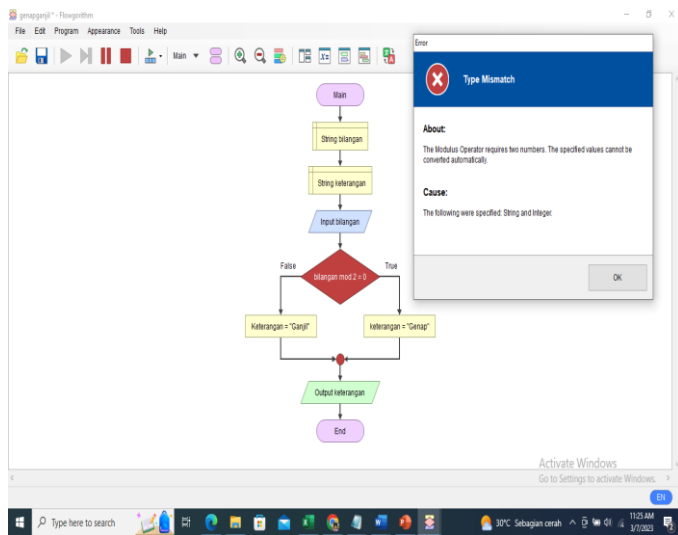 genapganjil * - Flowgorithm
File Edit Program Appearance Tools Help
Main
Error
Type Mismatch
About:
The Modulus Operator requires two numbers. The specified values cannot be
converted automatically.
Cause:
The following were specified: String and Integer.
OK
Main
String bilangan
String keterangan
Input bilangan
False
True
bilangan mod 2 = 0
Keterangan = "Ganjil"
keterangan = "Genap"
Output keterangan
End
Activate Windows
Go to Settings to activate Windows.
EN
Type here to search
30°C Sebagian cerah
11:25 AM
3/7/2023